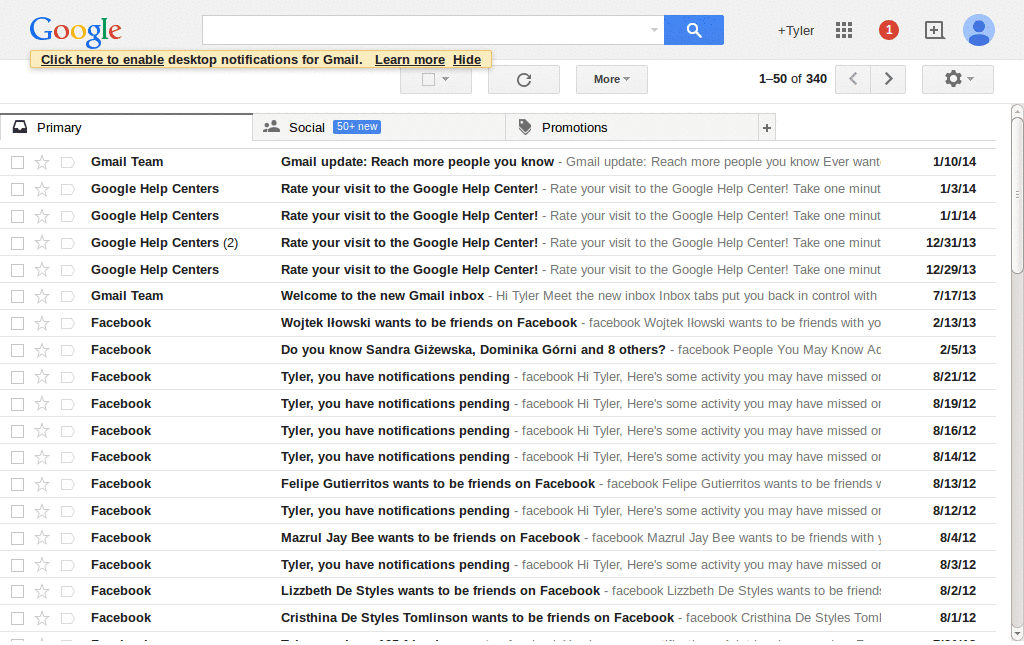 Google
+Tyler
1
Click here to enable desktop notifications for Gmail. Learn more Hide
More
1–50 of 340
Primary
Social 50+ new
Promotions
+
Gmail Team Gmail update: Reach more people you know - Gmail update: Reach more people you know Ever want 1/10/14
Google Help Centers Rate your visit to the Google Help Center! - Rate your visit to the Google Help Center! Take one minut 1/3/14
Google Help Centers Rate your visit to the Google Help Center! - Rate your visit to the Google Help Center! Take one minut 1/1/14
Google Help Centers (2) Rate your visit to the Google Help Center! - Rate your visit to the Google Help Center! Take one minut 12/31/13
Google Help Centers Rate your visit to the Google Help Center! - Rate your visit to the Google Help Center! Take one minut 12/29/13
Gmail Team Welcome to the new Gmail inbox - Hi Tyler Meet the new inbox Inbox tabs put you back in control with 7/17/13
Facebook Wojtek Iłowski wants to be friends on Facebook - facebook Wojtek Iłowski wants to be friends with yo 2/13/13
Facebook Do you know Sandra Giżewska, Dominika Górni and 8 others? - facebook People You May Know Ad 2/5/13
Facebook Tyler, you have notifications pending - facebook Hi Tyler, Here's some activity you may have missed or 8/21/12
Facebook Tyler, you have notifications pending - facebook Hi Tyler, Here's some activity you may have missed or 8/19/12
Facebook Tyler, you have notifications pending - facebook Hi Tyler, Here's some activity you may have missed or 8/16/12
Facebook Tyler, you have notifications pending - facebook Hi Tyler, Here's some activity you may have missed or 8/14/12
Facebook Felipe Gutierritos wants to be friends on Facebook - facebook Felipe Gutierritos wants to be friends w 8/13/12
Facebook Tyler, you have notifications pending - facebook Hi Tyler, Here's some activity you may have missed or 8/12/12
Facebook Mazrul Jay Bee wants to be friends on Facebook - facebook Mazrul Jay Bee wants to be friends with y 8/4/12
Facebook Tyler, you have notifications pending - facebook Hi Tyler, Here's some activity you may have missed or 8/3/12
Facebook Lizzbeth De Styles wants to be friends on Facebook - facebook Lizzbeth De Styles wants to be friends 8/2/12
Facebook Cristhina De Styles Tomlinson wants to be friends on Facebook - facebook Cristhina De Styles Toml 8/1/12